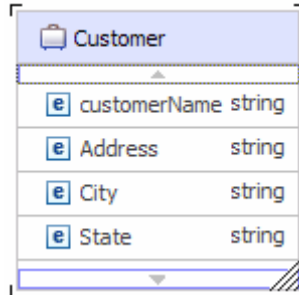 Customer
e customerName string
e Address string
e City string
e State string